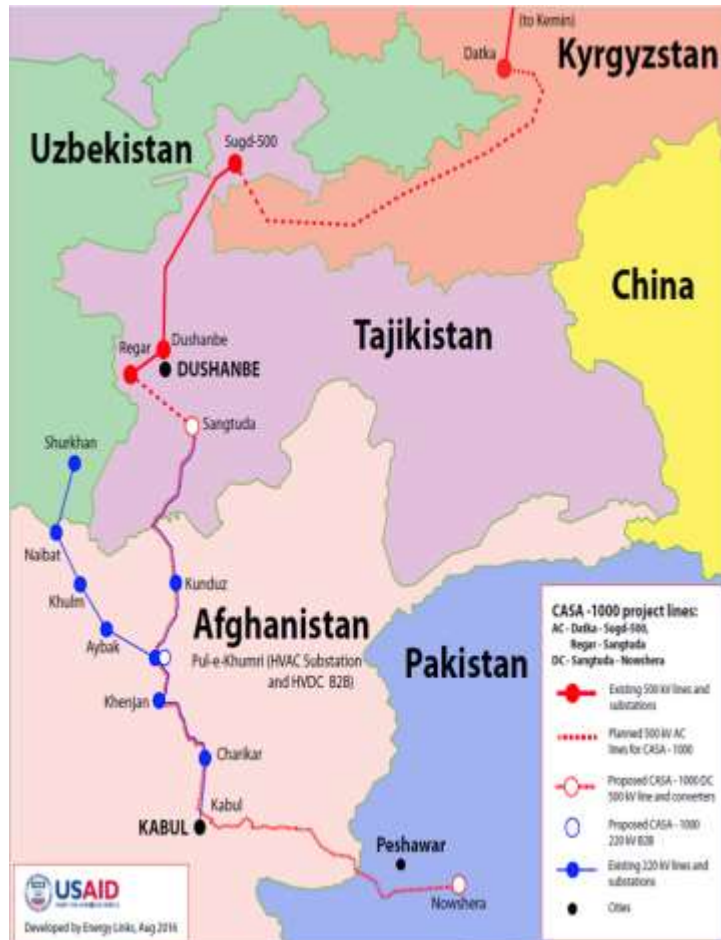 (to Kemin)
Datka
Kyrgyzstan
Uzbekistan
Sugd-500
China
Tajikistan
Dushanbe
Regar
DUSHANBE
Sangtuda
Shurkhan
Naibat
Kunduz
Khulm
Afghanistan
Aybak
Pul-e-Khumri (HVAC Substation
and HVDC B2B)
Pakistan
Khenjan
Charikar
Kabul
KABUL
Peshawar
Nowshera
CASA -1000 project lines:
AC - Datka - Sugd-500,
Regar - Sangtuda
DC - Sangtuda - Nowshera
Existing 500 kV lines and
substations
Planned 500 kV AC
lines for CASA - 1000
Proposed CASA - 1000 DC
500 kV line and converters
Proposed CASA - 1000
220 kV B2B
Existing 220 kV lines and
substations
Cities
USAID
FROM THE AMERICAN PEOPLE
Developed by Energy Links, Aug 2016